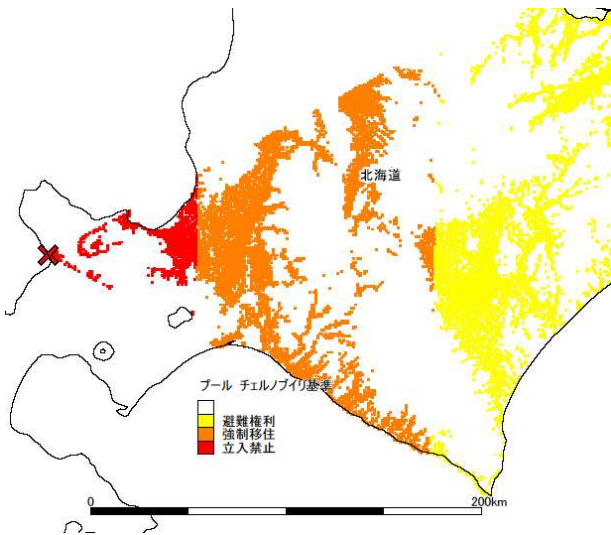 北海道
プール チェルノブイリ基準
避難権利
強制移住
立入禁止
0
200km